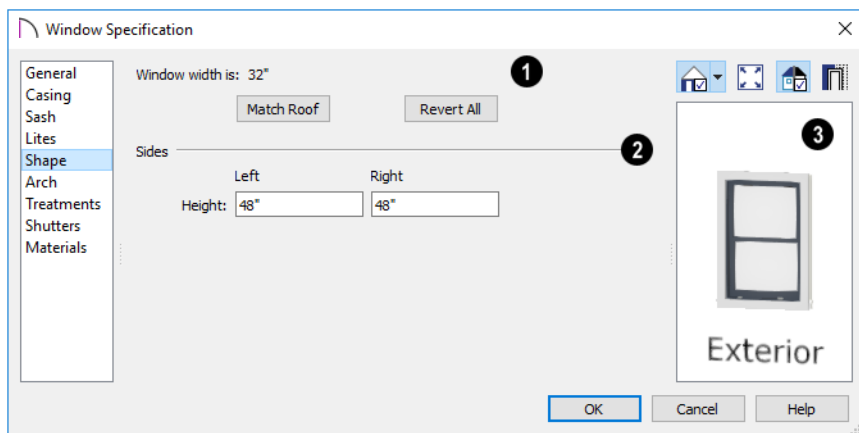 Window Specification
General
Casing
Sash
Lites
Shape
Arch
Treatments
Shutters
Materials
Window width is: 32"
1
Match Roof
Revert All
Sides
2
Left
Right
Height:
48"
48"
3
Exterior
OK
Cancel
Help